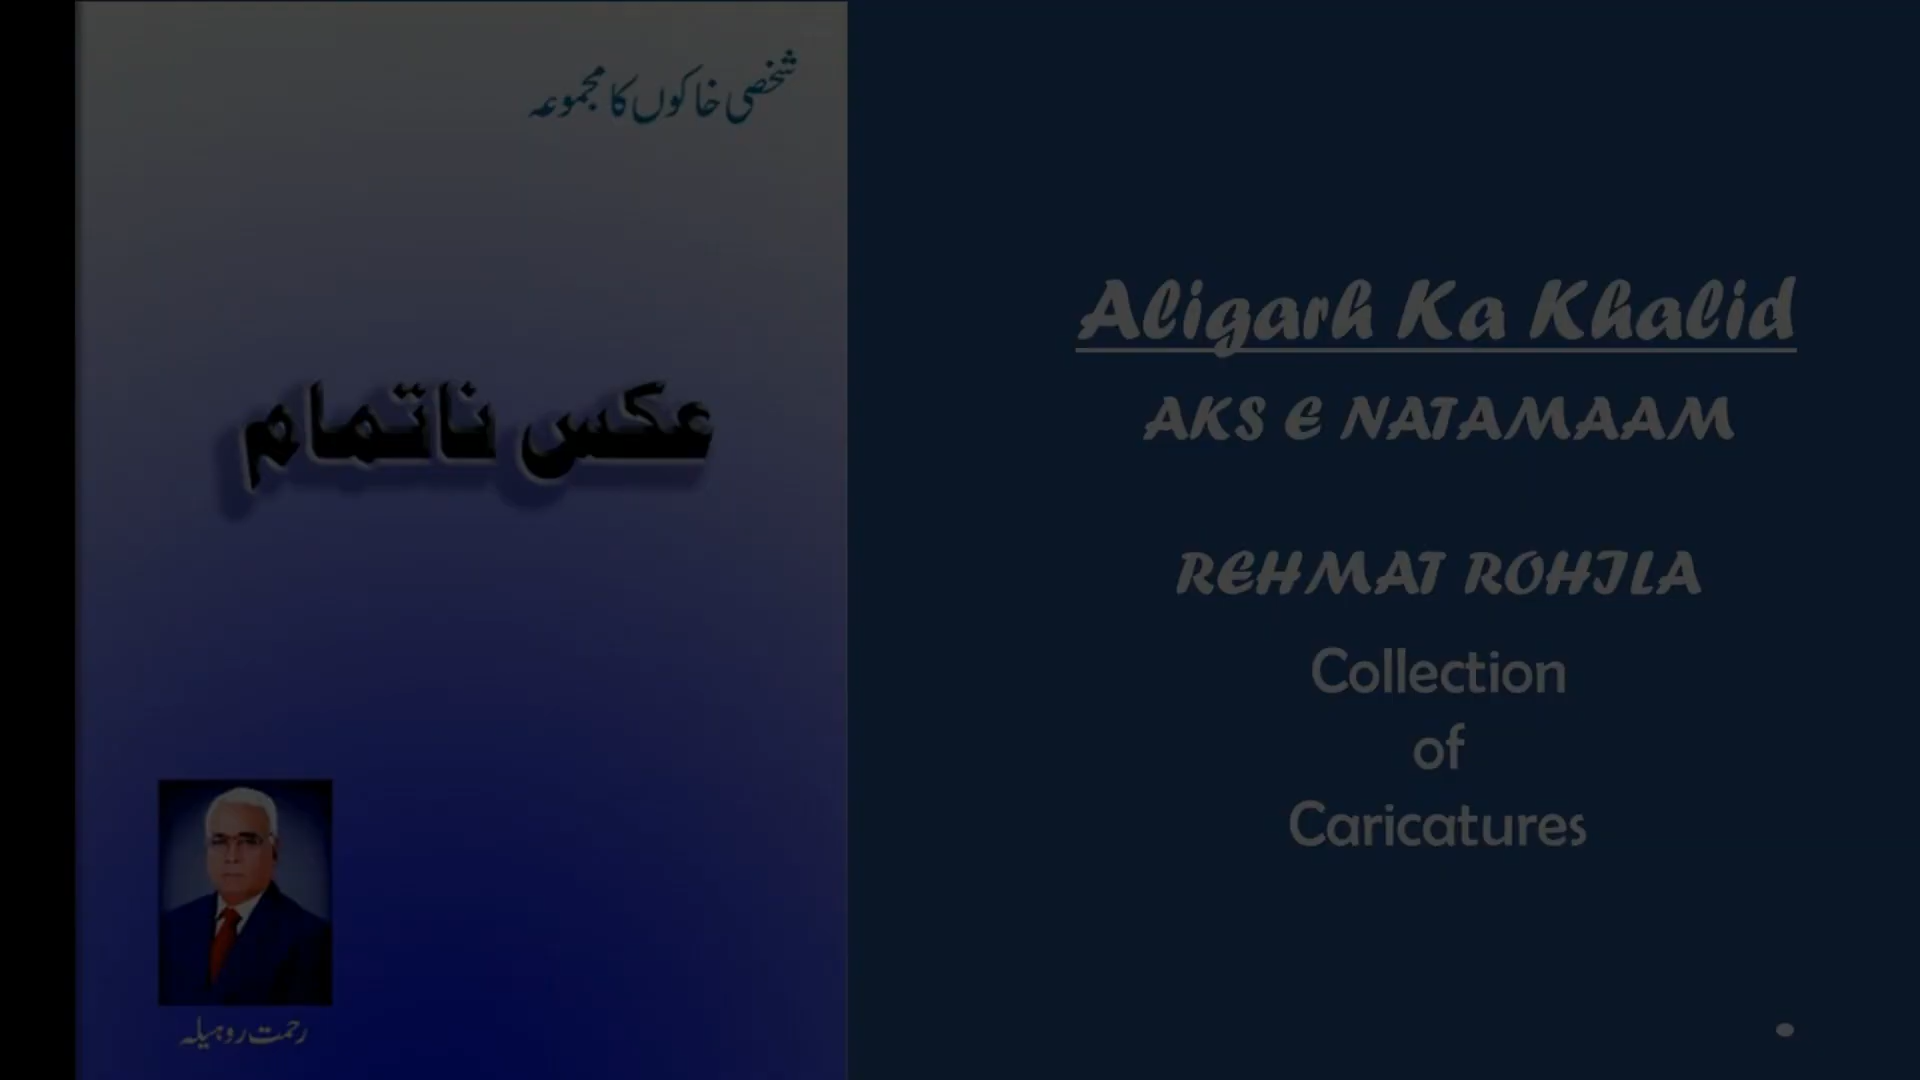 شخصی خاکوں کا مجموعہ
عکس ناتمام
رحمت روہیلہ
Aligarh Ka Khalid
AKS E NATAMAAM
REHMAT ROHILA
Collection
of
Caricatures